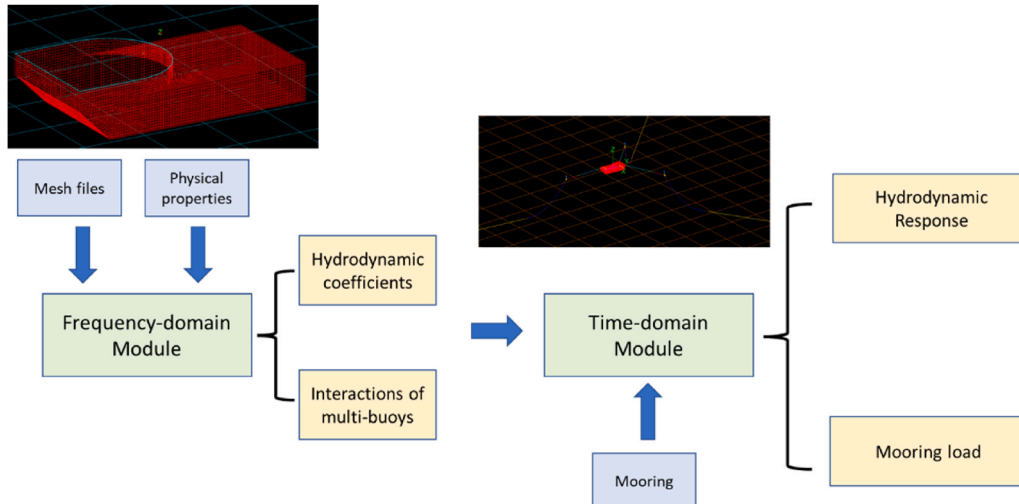 Z
Mesh files
Physical
properties
Frequency-domain
Module
Hydrodynamic
coefficients
Interactions of
multi-buoys
Time-domain
Module
Mooring
Hydrodynamic
Response
Mooring load